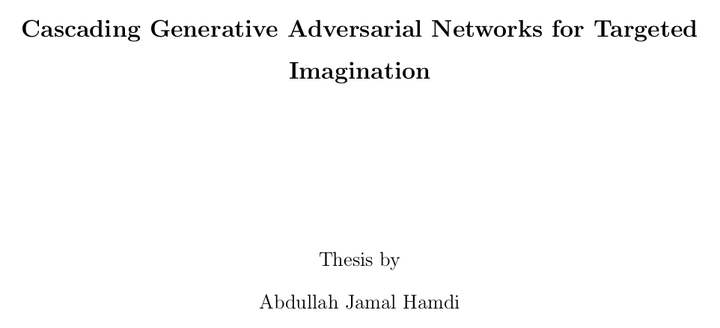 Cascading Generative Adversarial Networks for Targeted
Imagination
Thesis by
Abdullah Jamal Hamdi